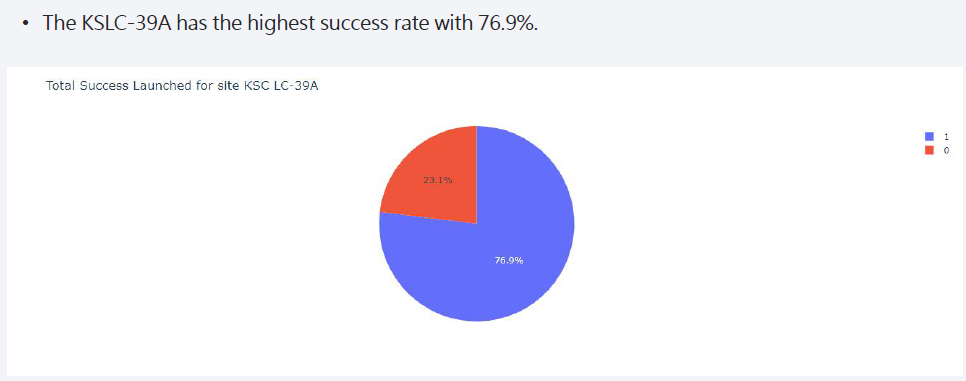 • The KSLC-39A has the highest success rate with 76.9%.
Total Success Launched for site KSC LC-39A
1
0
23.1%
76.9%